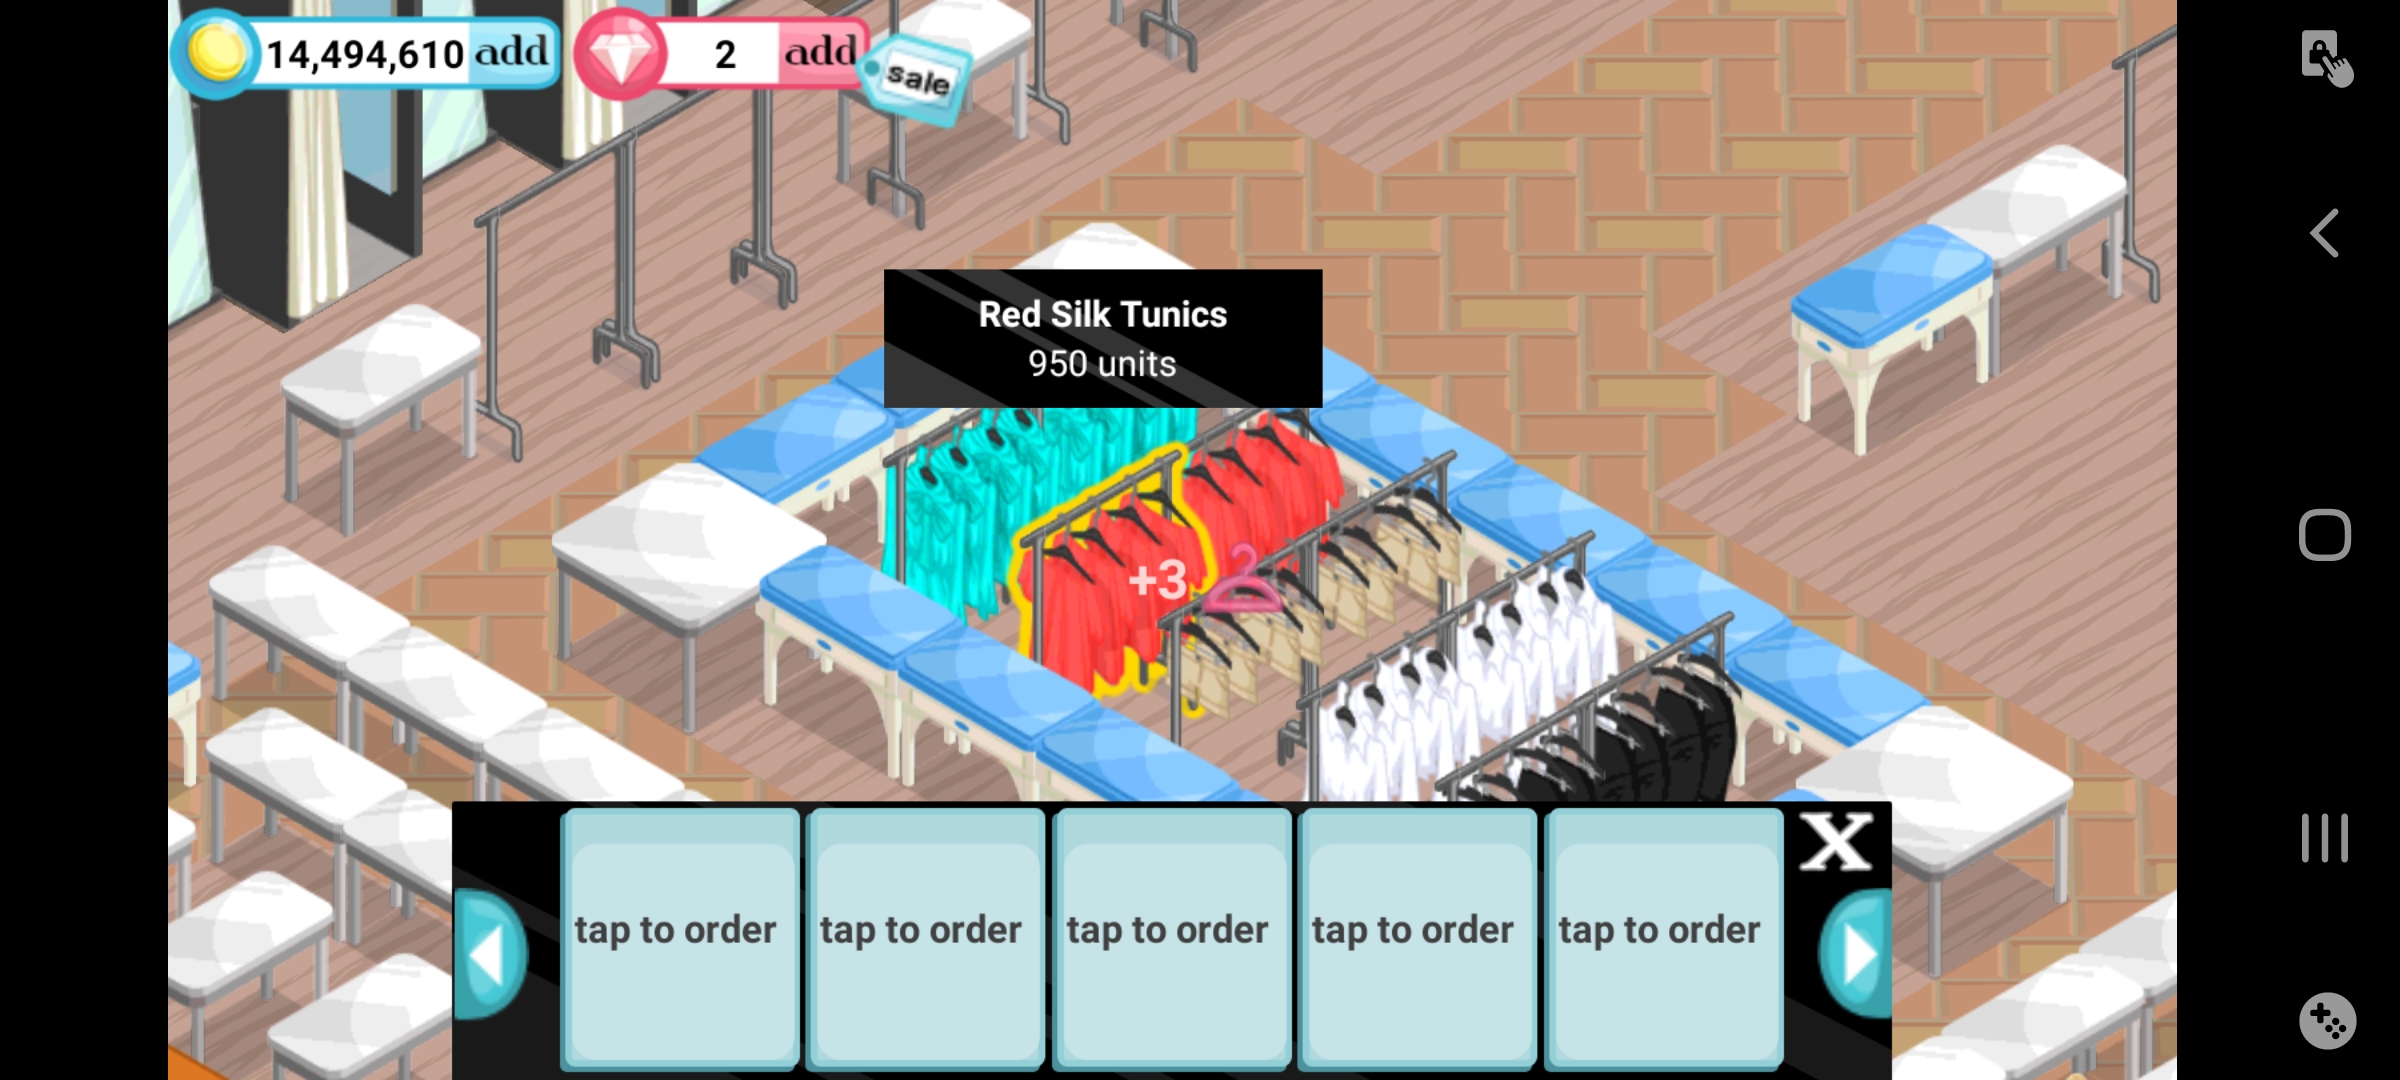 14,494,610 add
2 add
sale
Red Silk Tunics
950 units
+3
X
tap to order
tap to order
tap to order
tap to order
tap to order